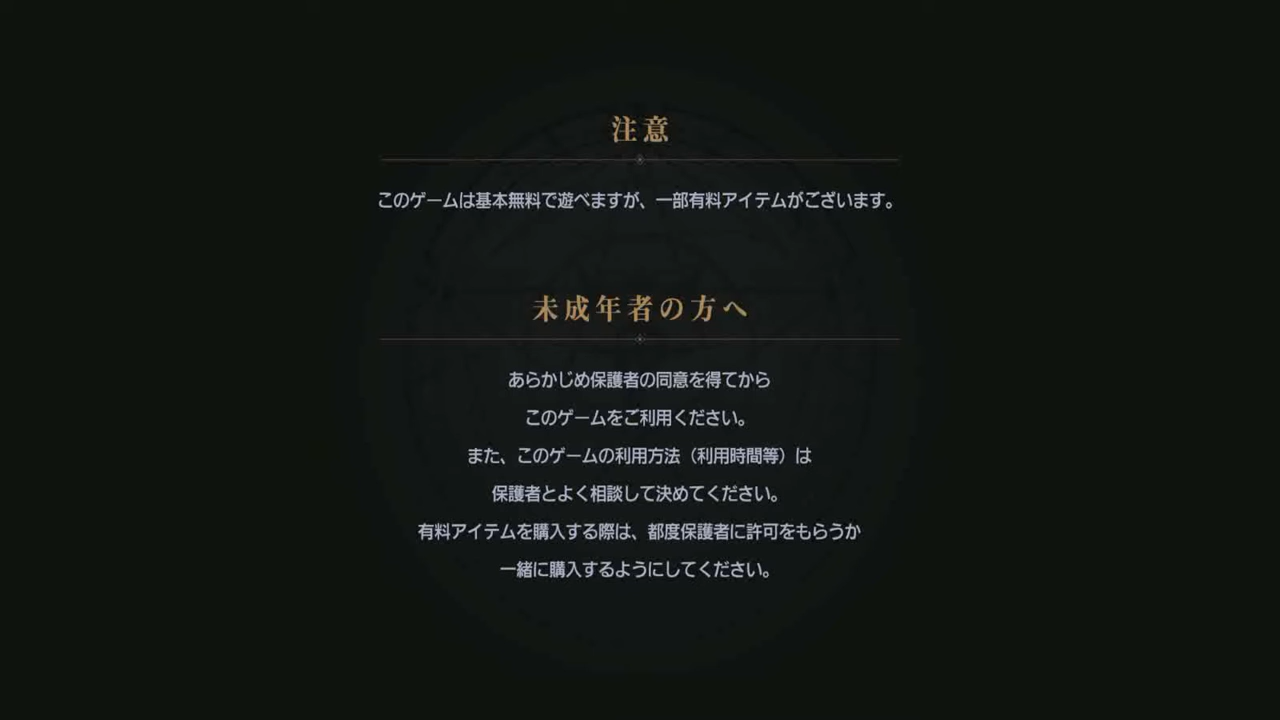 注意
このゲームは基本無料で遊べますが、一部有料アイテムがございます。
未成年者の方へ
あらかじめ保護者の同意を得てから
このゲームをご利用ください。
また、このゲームの利用方法（利用時間等）は
保護者とよく相談して決めてください。
有料アイテムを購入する際は、都度保護者に許可をもらうか
一緒に購入するようにしてください。